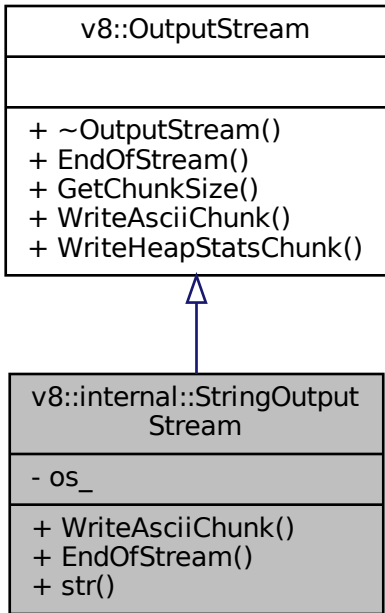 v8::OutputStream
+ ~OutputStream()
+ EndOfStream()
+ GetChunkSize()
+ WriteAsciiChunk()
+ WriteHeapStatsChunk()
v8::internal::StringOutput
Stream
- os_
+ WriteAsciiChunk()
+ EndOfStream()
+ str()